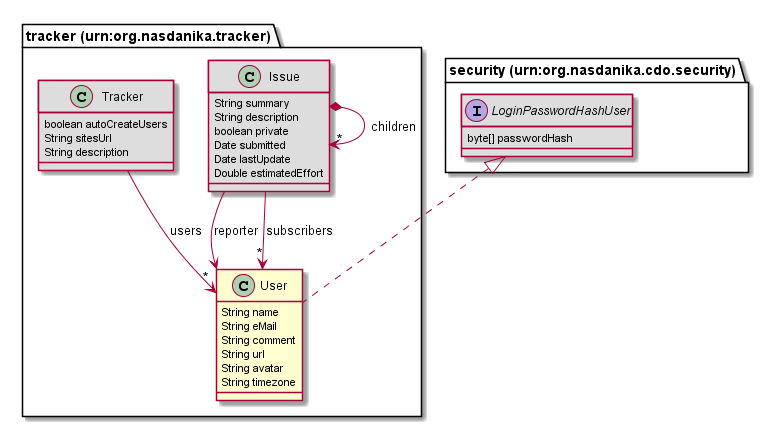 tracker (urn:org.nasdanika.tracker)
C Tracker
boolean autoCreateUsers
String sitesUrl
String description
C Issue
String summary
String description
boolean private
Date submitted
Date lastUpdate
Double estimatedEffort
children
*
security (urn:org.nasdanika.cdo.security)
I LoginPasswordHashUser
byte[] passwordHash
users
*
reporter
subscribers
*
C User
String name
String eMail
String comment
String url
String avatar
String timezone